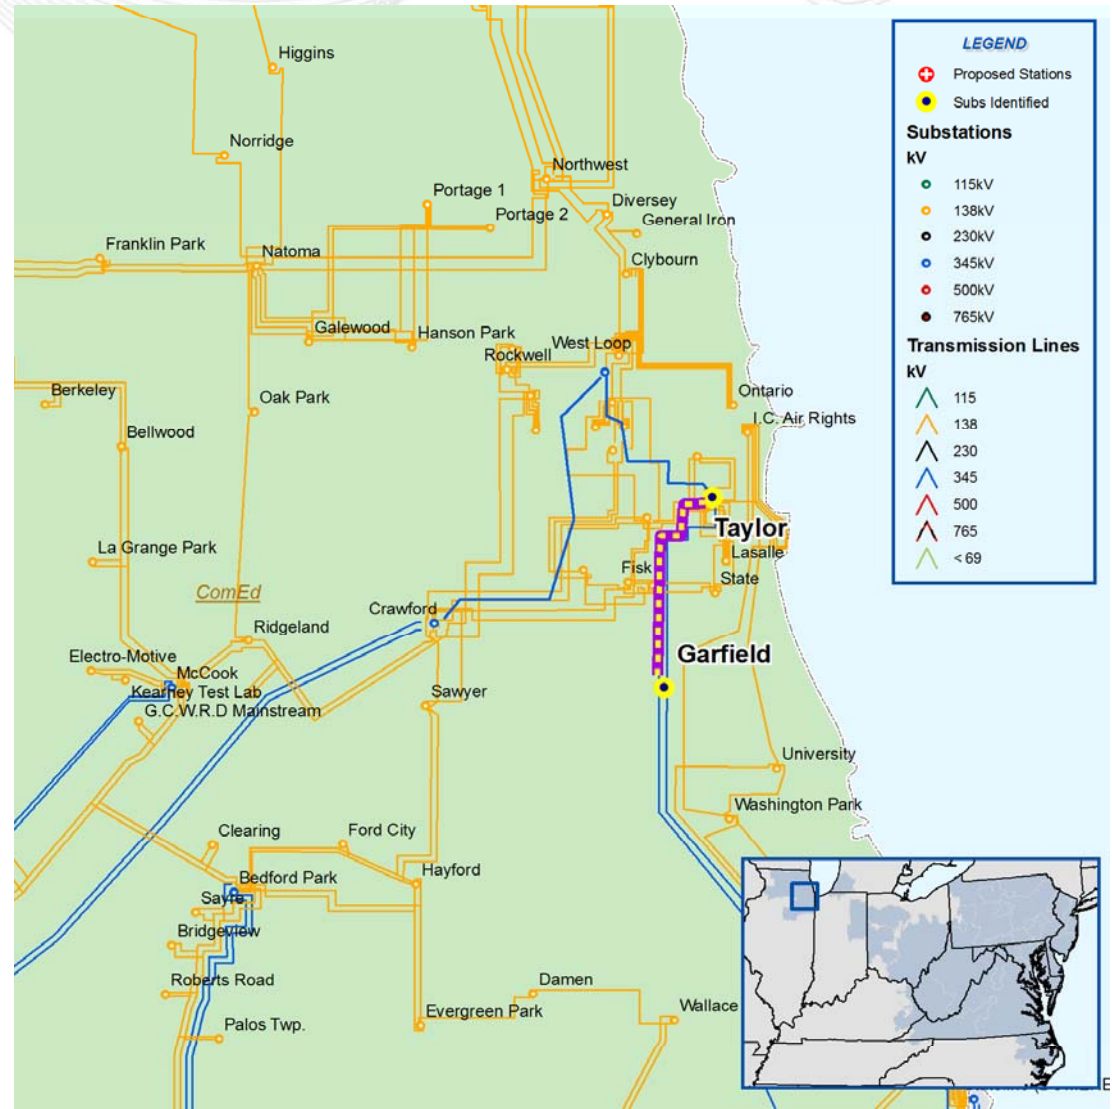 Higgins
Norridge
Northwest
Portage 1
Diversey
Portage 2
General Iron
Franklin Park
Natoma
Clybourn
Galewood
Hanson Park
West Loop
Rockwell
Berkeley
Oak Park
Ontario
I.C. Air Rights
Bellwood
Taylor
La Grange Park
Lasalle
Fisk
State
ComEd
Crawford
Ridgeland
Electro-Motive
Garfield
McCook
Kearney Test Lab
Sawyer
G.C.W.R.D Mainstream
University
Washington Park
Clearing
Ford City
Hayford
Bedford Park
Sayre
Bridgeview
Roberts Road
Damen
Wallace
Evergreen Park
Palos Twp.
LEGEND
Proposed Stations
Subs Identified
Substations
kV
115kV
138kV
230kV
345kV
500kV
765kV
Transmission Lines
kV
115
138
230
345
500
765
< 69